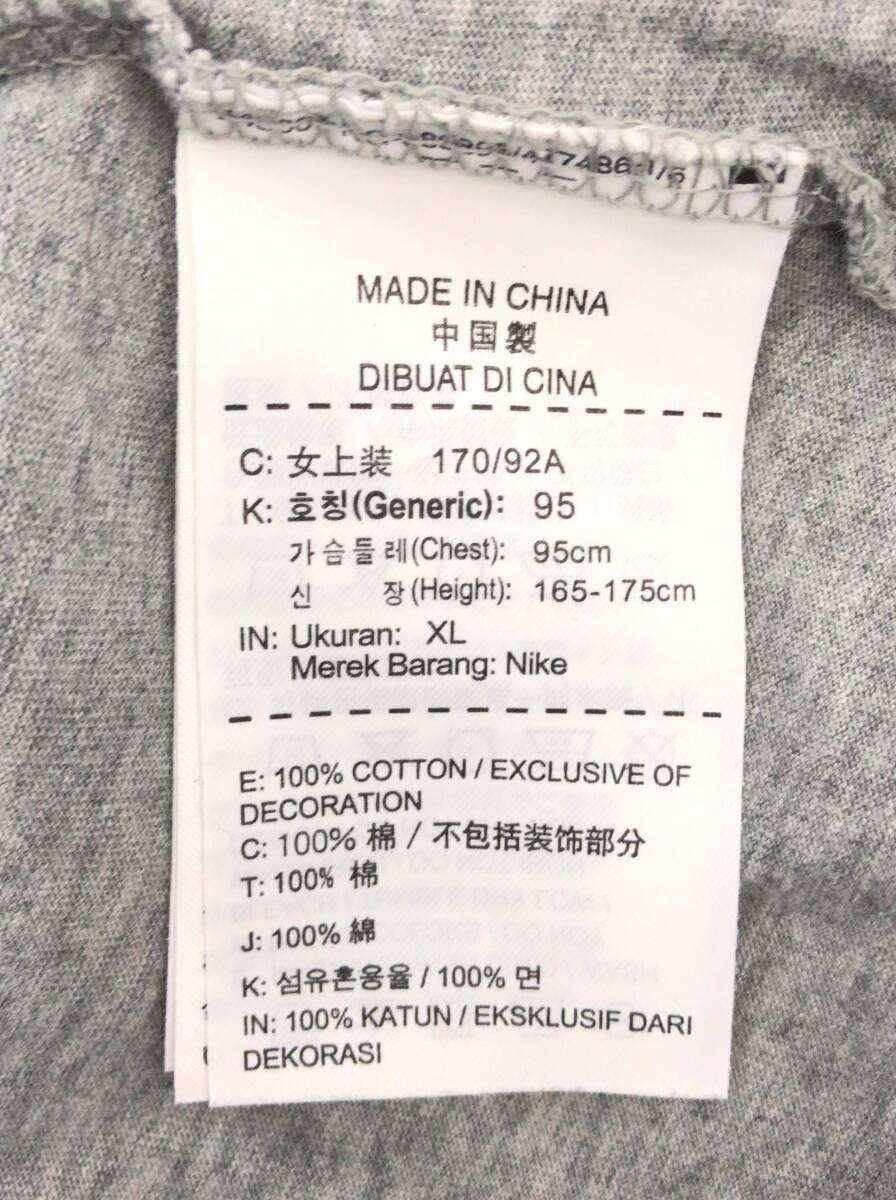 MADE IN CHINA
中国製
DIBUAT DI CINA
C: 女上装 170/92A
K: 호칭(Generic): 95
가슴둘레(Chest): 95cm
신 장(Height): 165-175cm
IN: Ukuran: XL
Merek Barang: Nike
E: 100% COTTON / EXCLUSIVE OF
DECORATION
C: 100% 棉 / 不包括装饰部分
T: 100% 棉
J: 100% 綿
K: 섬유혼용율 / 100% 면
IN: 100% KATUN / EKSKLUSIF DARI
DEKORASI